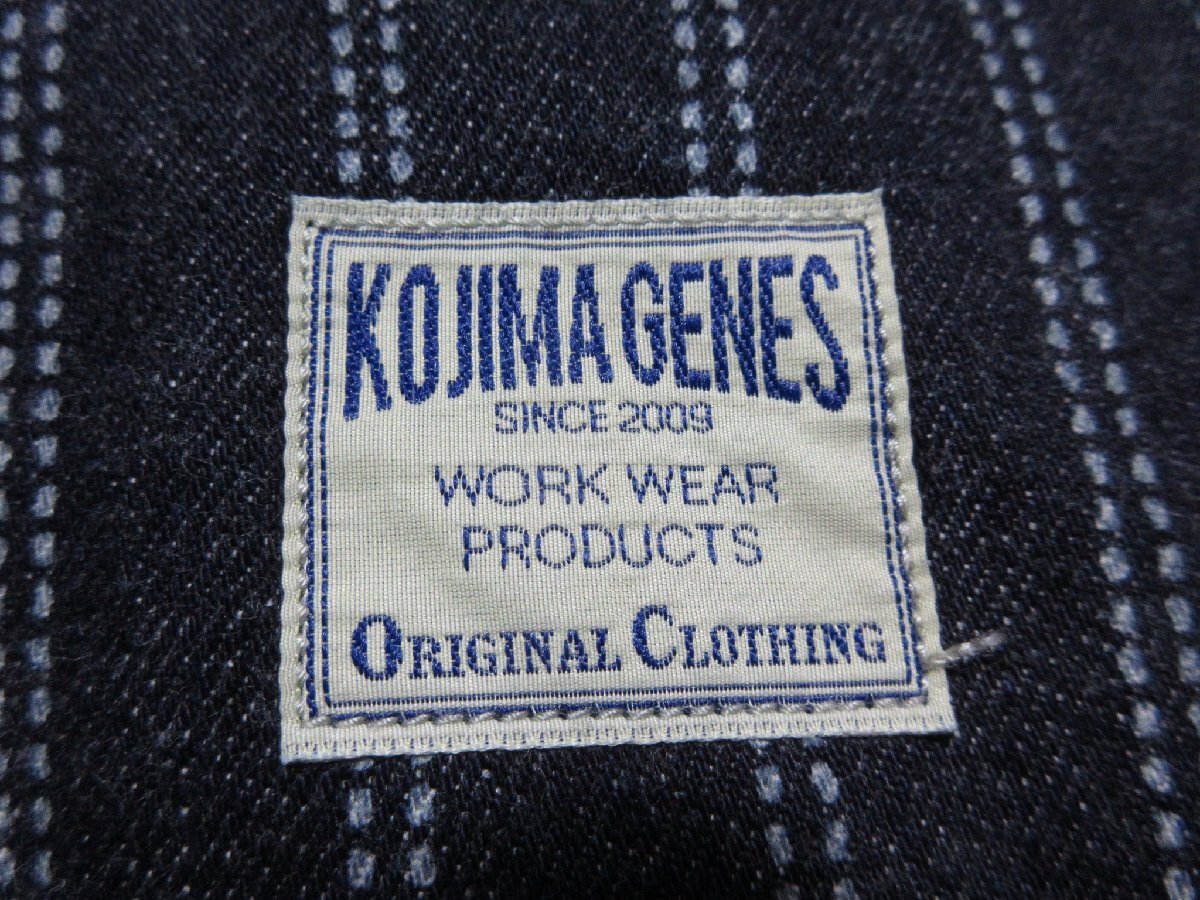 KOJIMA GENES
SINCE 2009
WORK WEAR
PRODUCTS
ORIGINAL CLOTHING